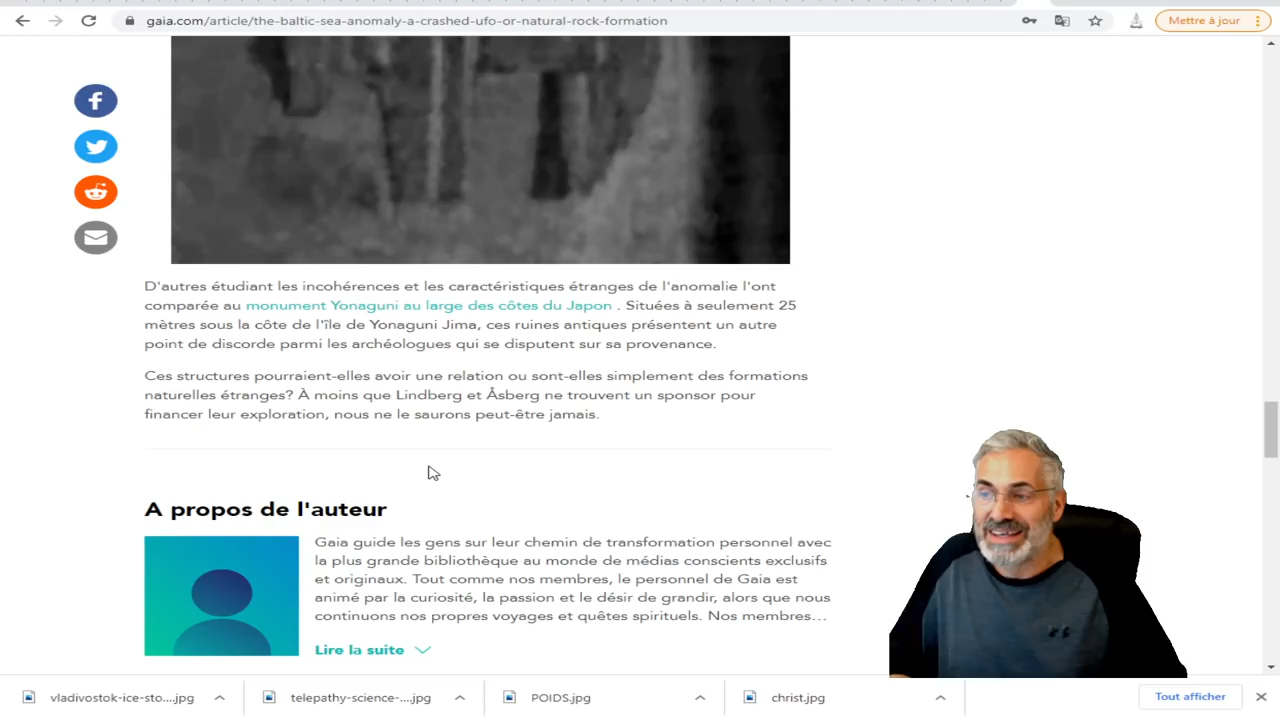 gaia.com/article/the-baltic-sea-anomaly-a-crashed-ufo-or-natural-rock-formation
Mettre à jour
D'autres étudiant les incohérences et les caractéristiques étranges de l'anomalie l'ont
comparée au monument Yonaguni au large des côtes du Japon . Situées à seulement 25
mètres sous la côte de l'île de Yonaguni Jima, ces ruines antiques présentent un autre
point de discorde parmi les archéologues qui se disputent sur sa provenance.
Ces structures pourraient-elles avoir une relation ou sont-elles simplement des formations
naturelles étranges? À moins que Lindberg et Åsberg ne trouvent un sponsor pour
financer leur exploration, nous ne le saurons peut-être jamais.
A propos de l'auteur
Gaia guide les gens sur leur chemin de transformation personnel avec
la plus grande bibliothèque au monde de médias conscients exclusifs
et originaux. Tout comme nos membres, le personnel de Gaia est
animé par la curiosité, la passion et le désir de grandir, alors que nous
continuons nos propres voyages et quêtes spirituels. Nos membres...
Lire la suite
vladivostok-ice-sto....jpg
telepathy-science-....jpg
POIDS.jpg
christ.jpg
Tout afficher